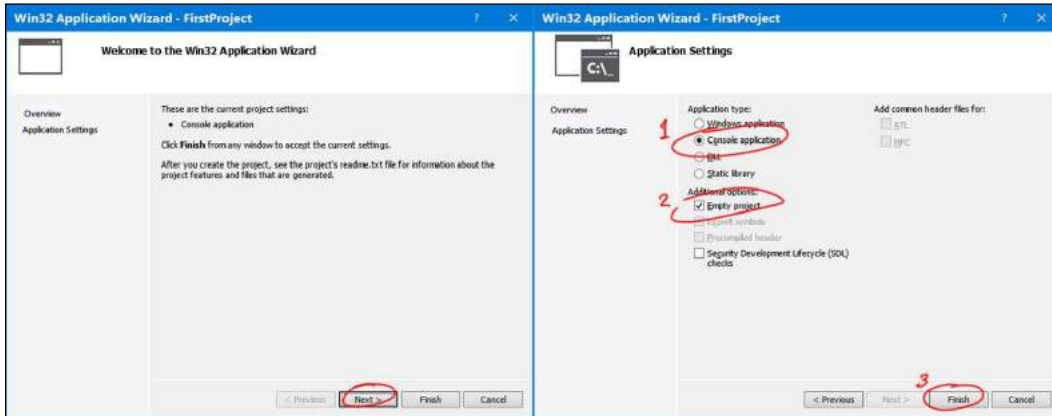 Win32 Application Wizard - FirstProject
Welcome to the Win32 Application Wizard
Overview
Application Settings
These are the current project settings:
• Console application
Click Finish from any window to accept the current settings.
After you create the project, see the project's readme.txt file for information about the
project features and files that are generated.
< Previous
Next >
Finish
Cancel
Win32 Application Wizard - FirstProject
C:\_
Application Settings
Overview
Application Settings
Application type:
1
Windows application
Console application
DLL
Static library
Additional options:
2
Empty project
Export symbols
Precompiled header
Security Development Lifecycle (SDL)
checks
Add common header files for:
ATL
MFC
3
< Previous
Next >
Finish
Cancel